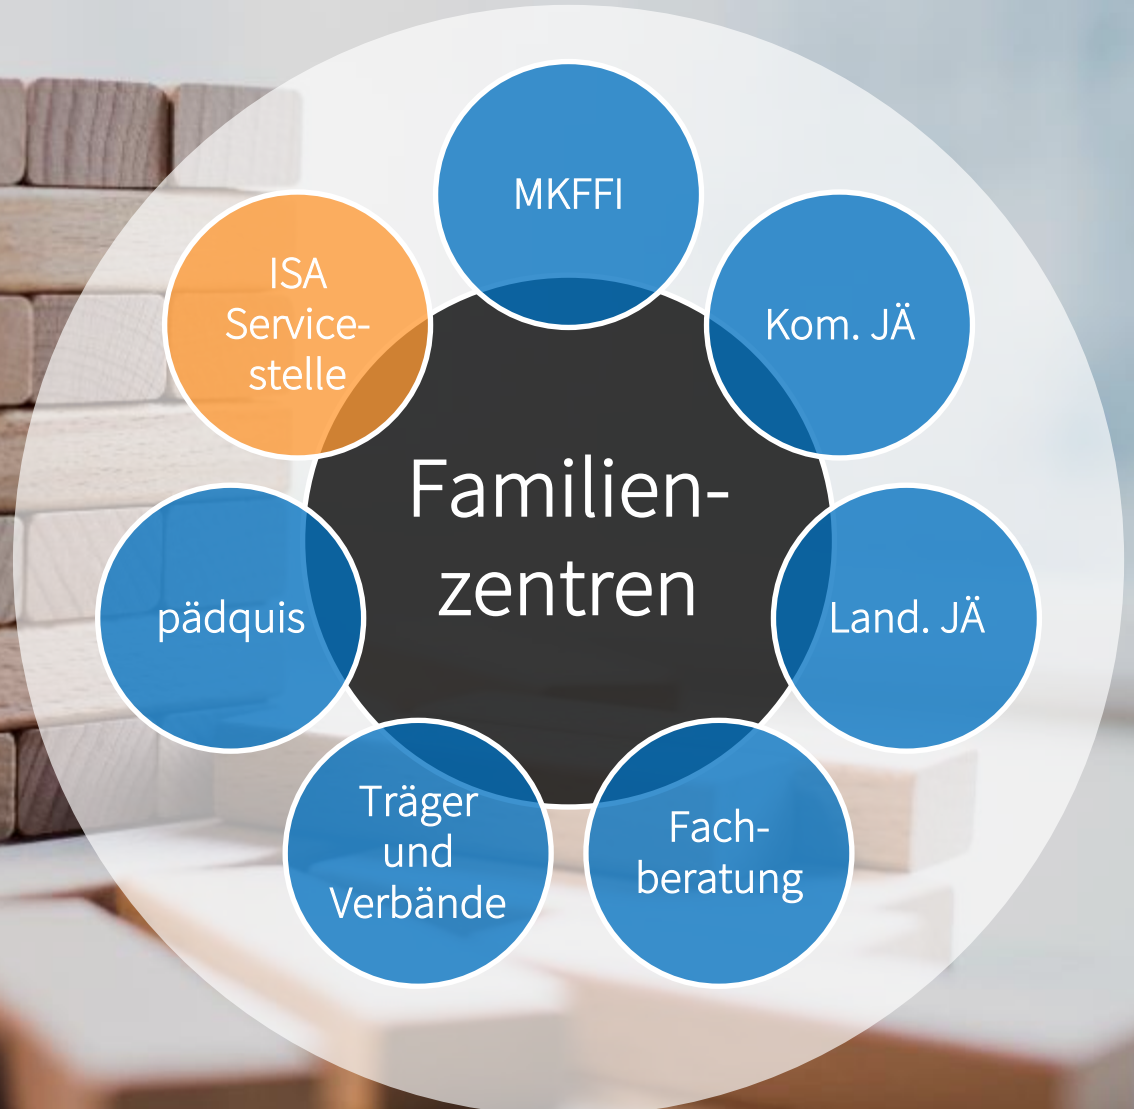 MKFFI
ISA
Service-
stelle
Kom. JÄ
Familien-
zentren
pädquis
Land. JÄ
Träger
und
Verbände
Fach-
beratung